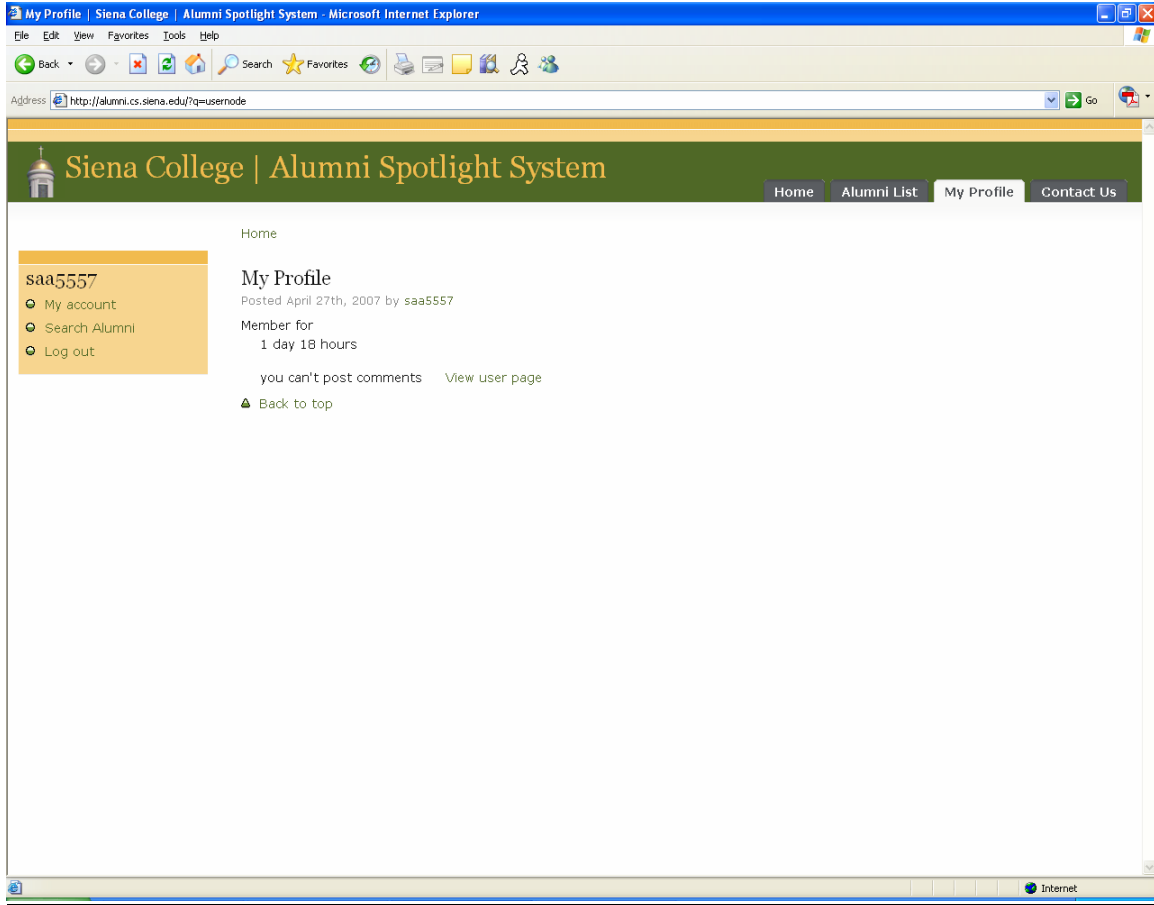 My Profile | Siena College | Alumni Spotlight System - Microsoft Internet Explorer
File Edit View Favorites Tools Help
Back Search Favorites
Address http://alumni.cs.siena.edu/?q=usernode Go
Siena College | Alumni Spotlight System
Home Alumni List My Profile Contact Us
Home
saa5557
My account
Search Alumni
Log out
My Profile
Posted April 27th, 2007 by saa5557
Member for
1 day 18 hours
you can't post comments View user page
Back to top
Internet